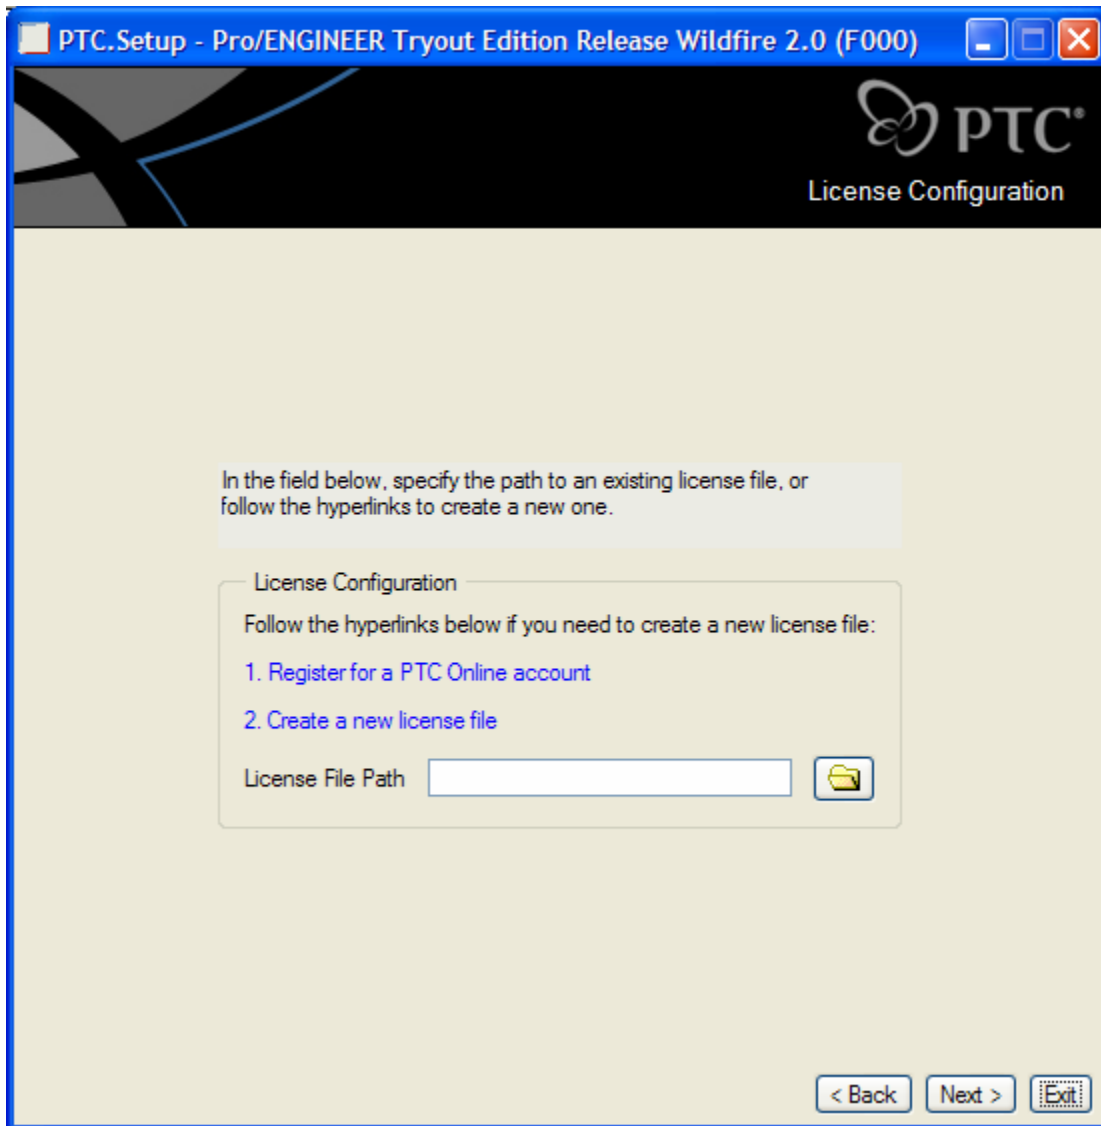 PTC.Setup - Pro/ENGINEER Tryout Edition Release Wildfire 2.0 (F000)
PTC®
License Configuration
In the field below, specify the path to an existing license file, or
follow the hyperlinks to create a new one.
License Configuration
Follow the hyperlinks below if you need to create a new license file:
1. Register for a PTC Online account
2. Create a new license file
License File Path
< Back Next > Exit